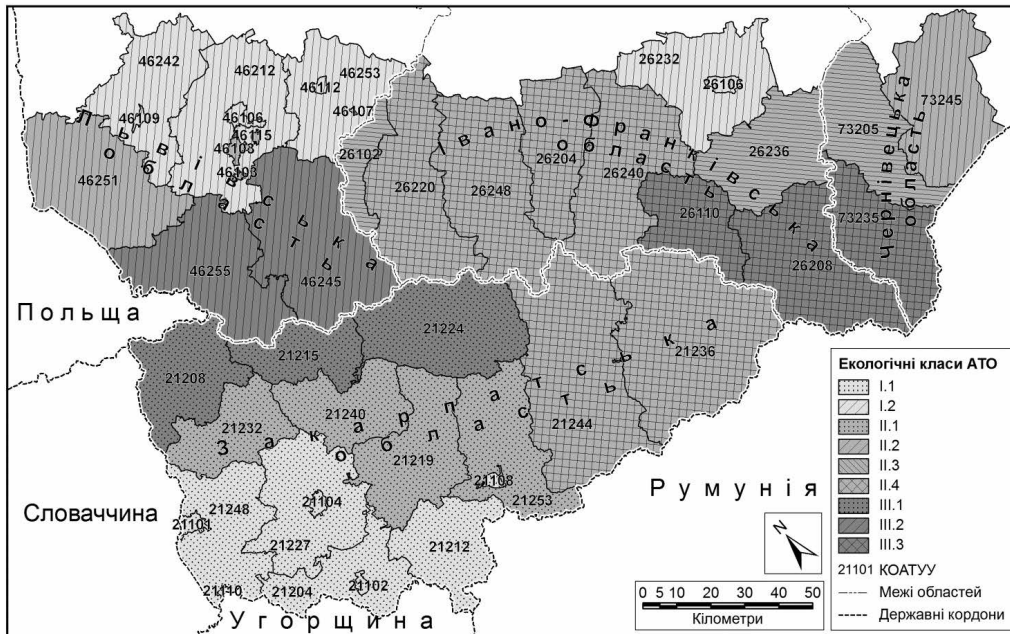 46242
46212
46253
46112
46107
46109
46106
46115
46108
46103
46251
46255
46245
Львівська
область
26232
26106
26102
26220
26248
26204
26240
26236
26110
26208
Івано-Франківська
область
73245
73205
73235
Чернівецька
область
Польща
21208
21215
21224
21232
21240
21219
21244
21236
21108
21253
21248
21104
21101
21227
21212
21110
21204
21102
Закарпатська
область
Словаччина
Угорщина
Румунія
N
0 5 10 20 30 40 50
Кілометри
Екологічні класи АТО
I.1
I.2
II.1
II.2
II.3
II.4
III.1
III.2
III.3
21101 КОАТУУ
Межі областей
Державні кордони